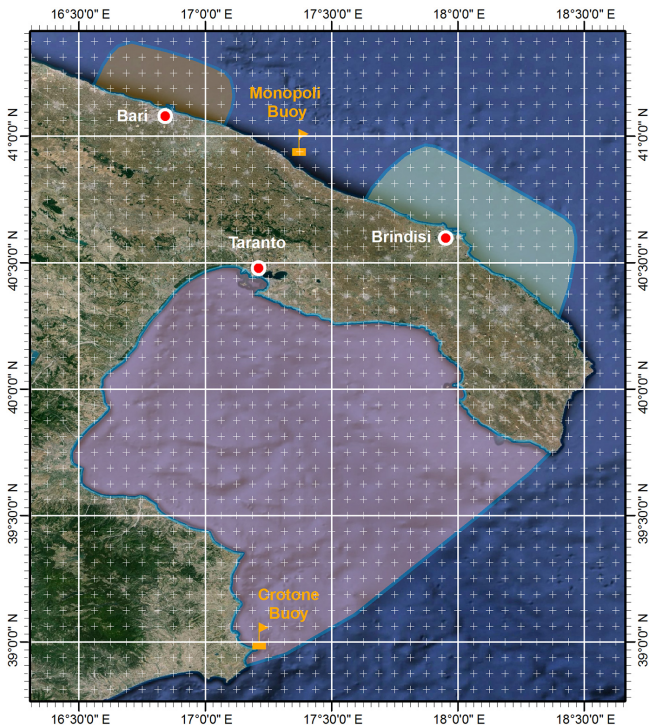 16°30'0" E 17°0'0" E 17°30'0" E 18°0'0" E 18°30'0" E
Monopoli
Buoy
Bari
41°0'0" N 41°0'0" N
Taranto
Brindisi
40°30'0" N 40°30'0" N
40°0'0" N 40°0'0" N
39°30'0" N 39°30'0" N
Crotone
Buoy
39°0'0" N 39°0'0" N
16°30'0" E 17°0'0" E 17°30'0" E 18°0'0" E 18°30'0" E